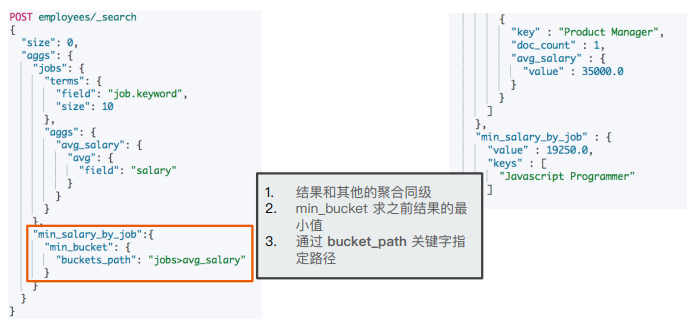 POST employees/_search
{
"size": 0,
"aggs": {
"jobs": {
"terms": {
"field": "job.keyword",
"size": 10
},
"aggs": {
"avg_salary": {
"avg": {
"field": "salary"
}
}
}
},
"min_salary_by_job":{
"min_bucket": {
"buckets_path": "jobs>avg_salary"
}
}
}
}
1. 结果和其他的聚合同级
2. min_bucket 求之前结果的最
小值
3. 通过 bucket_path 关键字指
定路径
{
"key" : "Product Manager",
"doc_count" : 1,
"avg_salary" : {
"value" : 35000.0
}
}
]
},
"min_salary_by_job" : {
"value" : 19250.0,
"keys" : [
"Javascript Programmer"
]